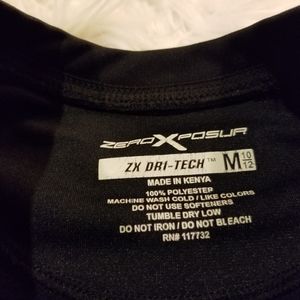 ZEROXPOSUR
ZX DRI-TECH™ M 10/12
MADE IN KENYA
100% POLYESTER
MACHINE WASH COLD / LIKE COLORS
DO NOT USE SOFTENERS
TUMBLE DRY LOW
DO NOT IRON / DO NOT BLEACH
RN# 117732